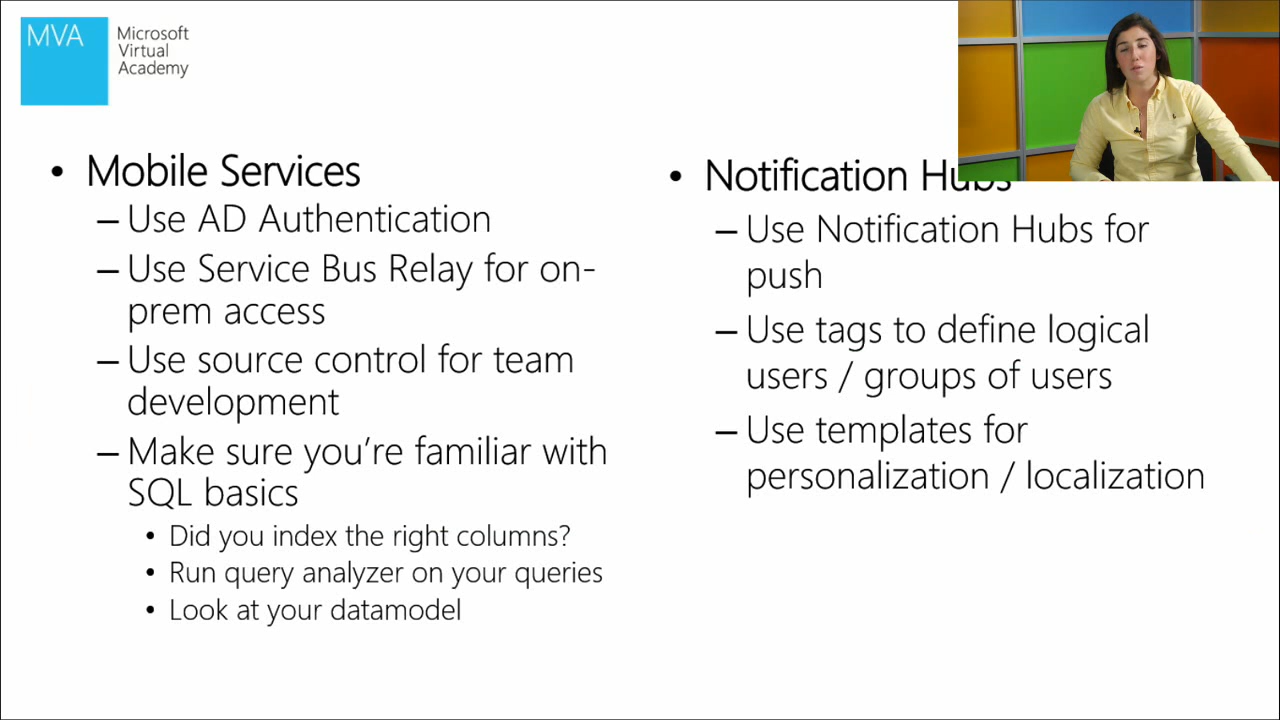 MVA
Microsoft
Virtual
Academy
• Mobile Services
– Use AD Authentication
– Use Service Bus Relay for on-
prem access
– Use source control for team
development
– Make sure you’re familiar with
SQL basics
• Did you index the right columns?
• Run query analyzer on your queries
• Look at your datamodel
• Notification Hubs
– Use Notification Hubs for
push
– Use tags to define logical
users / groups of users
– Use templates for
personalization / localization